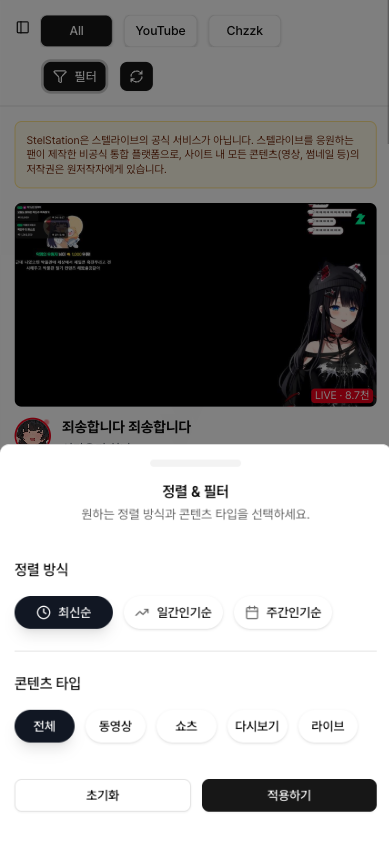 All
YouTube
Chzzk
필터
StelStation은 스텔라이브의 공식 서비스가 아닙니다. 스텔라이브를 응원하는
팬이 제작한 비공식 통합 플랫폼으로, 사이트 내 모든 콘텐츠(영상, 썸네일 등)의
저작권은 원저작자에게 있습니다.
LIVE · 8.7천
죄송합니다 죄송합니다
정렬 & 필터
원하는 정렬 방식과 콘텐츠 타입을 선택하세요.
정렬 방식
최신순
일간인기순
주간인기순
콘텐츠 타입
전체
동영상
쇼츠
다시보기
라이브
초기화
적용하기